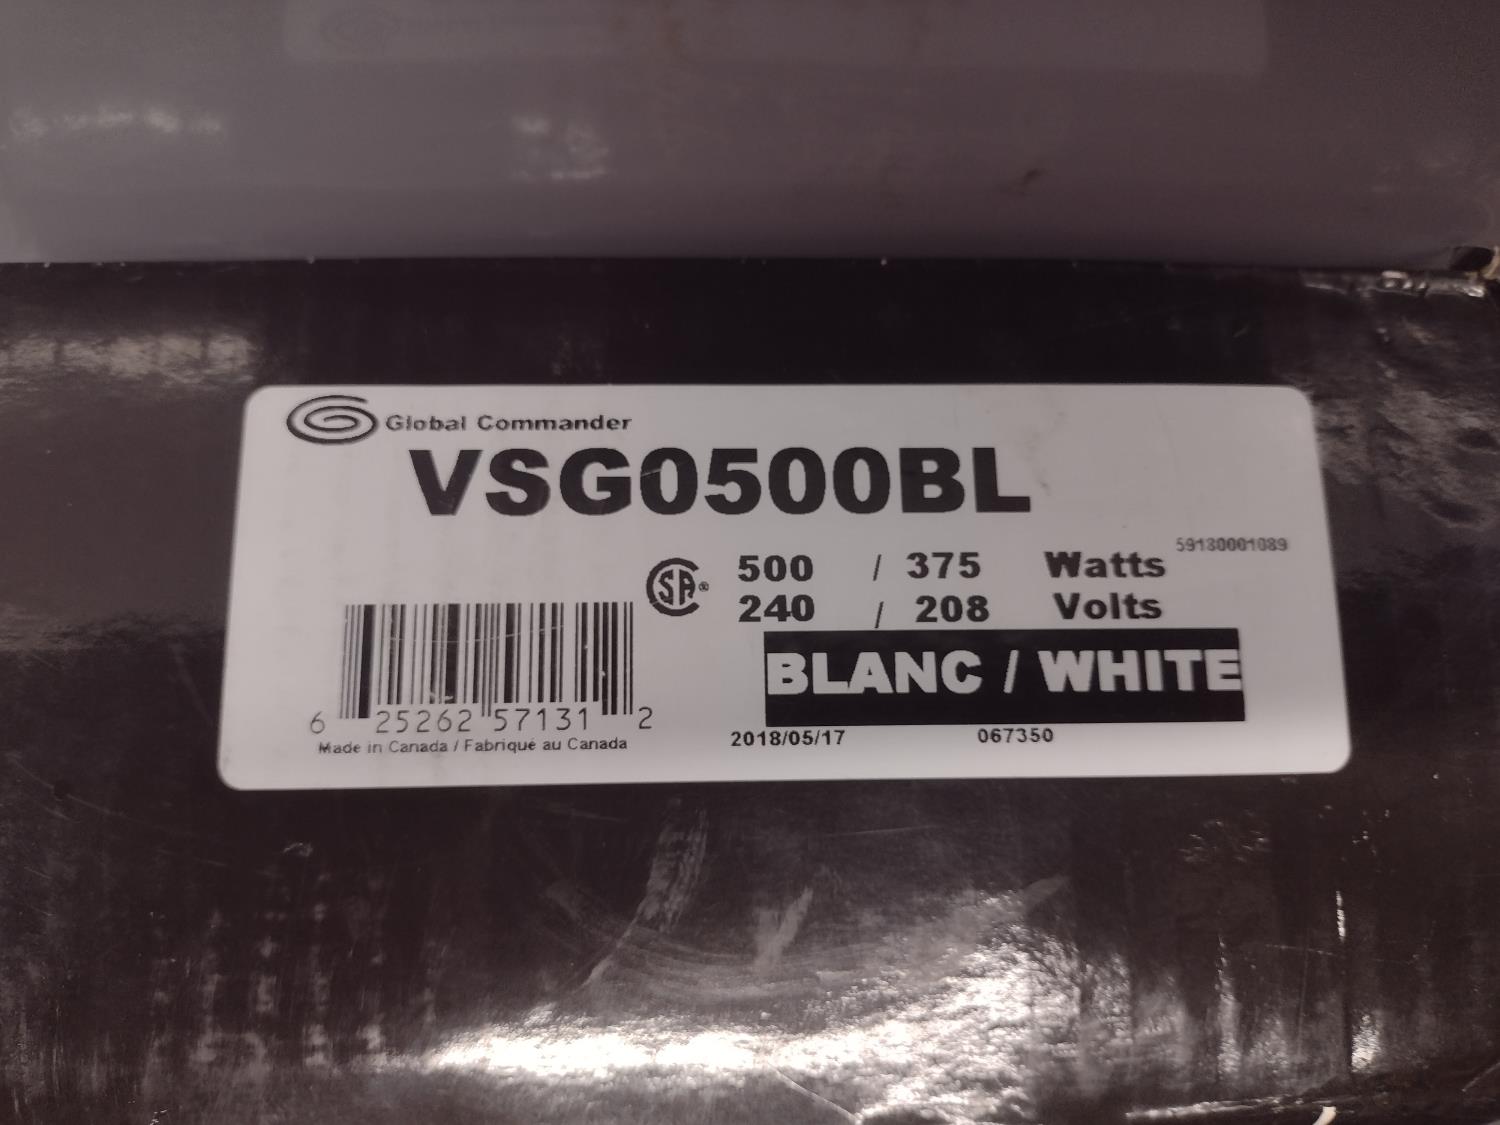 Global Commander
VSG0500BL
59130001089
500 / 375 Watts
240 / 208 Volts
BLANC / WHITE
6 25262 57131 2
Made in Canada / Fabriqué au Canada
2018/05/17 067350